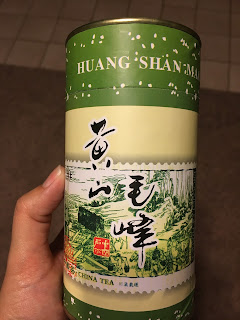 HUANG SHAN MA
黄山
毛峰
CHINA TEA